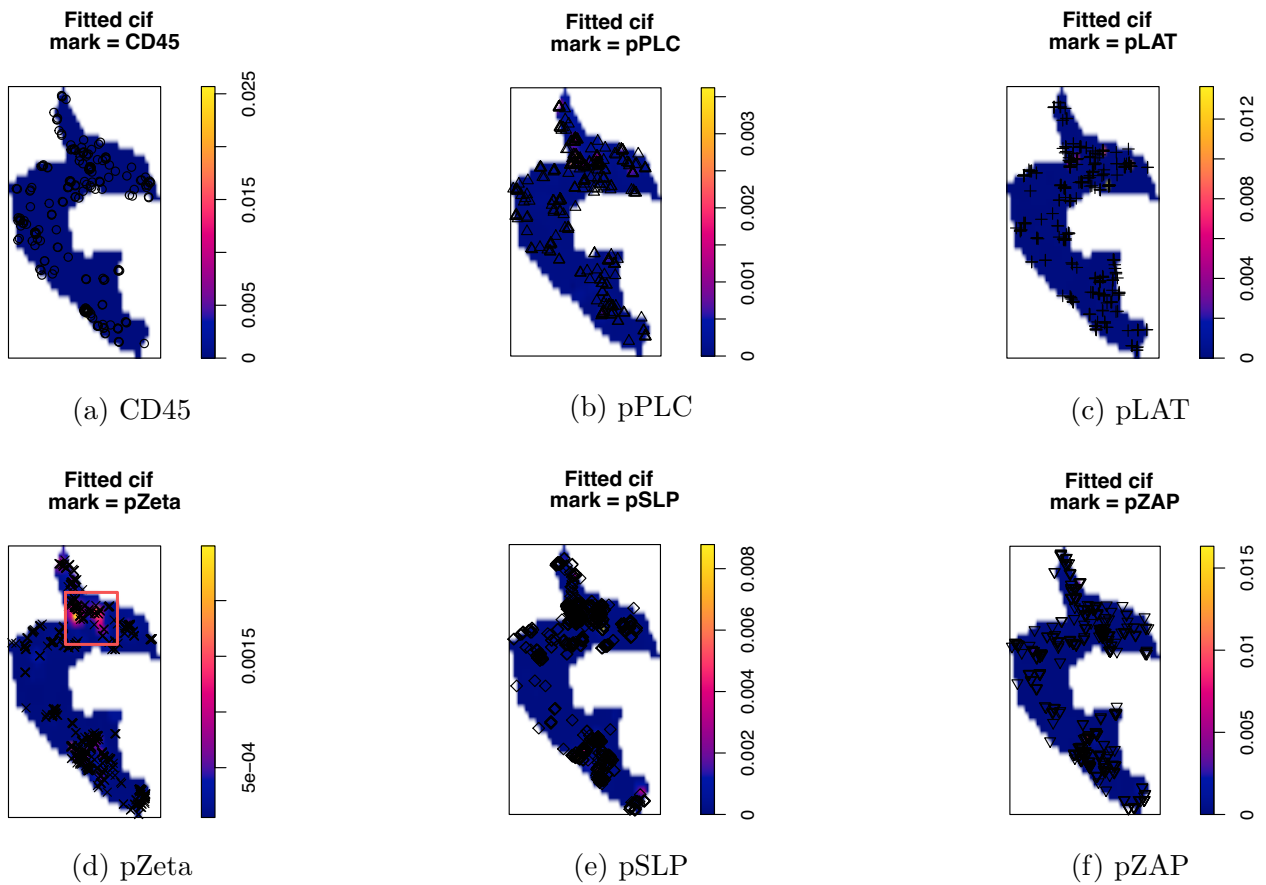 Fitted cif
mark = CD45
0 0.005 0.015 0.025
(a) CD45
Fitted cif
mark = pPLC
0 0.001 0.002 0.003
(b) pPLC
Fitted cif
mark = pLAT
0 0.004 0.008 0.012
(c) pLAT
Fitted cif
mark = pZeta
5e−04 0.0015
(d) pZeta
Fitted cif
mark = pSLP
0 0.002 0.004 0.006 0.008
(e) pSLP
Fitted cif
mark = pZAP
0 0.005 0.01 0.015
(f) pZAP